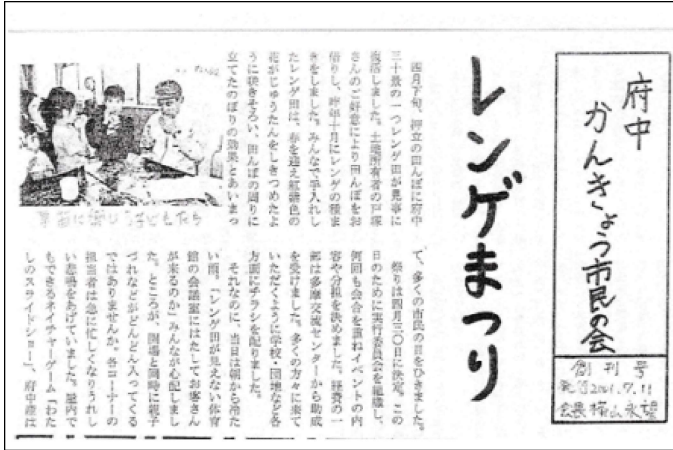 府中
かんきょう市民の会
創刊号
発行2001.7.11
会長 横山永望
レンゲまつり
四月下旬、押立の田んぼに府中
三十景の一つレンゲ田が見事に
復活しました。土地所有者の戸塚
さんのご好意により田んぼをお
借りし、昨年十月にレンゲの種ま
きをしました。みんなで手入れし
たレンゲ田は、春を迎え紅紫色の
花がじゅうたんをしきつめたよ
うに咲きそろい、田んぼの周りに
立てたのぼりの効果とあいまっ
て、多くの市民の目をひきました。
祭りは四月三〇日に決定。この
日のために実行委員会を組織し、
何回も会合を重ねイベントの内
容や分担を決めました。経費の一
部は多摩交流センターから助成
を受けました。多くの方々に来て
いただくように学校・団地など各
方面にチラシを配りました。
それなのに、当日は朝から冷た
い雨。「レンゲ田が見えない体育
館の会議室にはたしてお客さん
が来るのか」みんなが心配しまし
た。ところが、開場と同時に親子
づれなどがどんどん入ってくる
ではありませんか。各コーナーの
担当者は急に忙しくなりうれし
い悲鳴をあげていました。屋内で
もできるネイチャーゲーム「わた
しのスライドショー」、府中産は
子どもたち